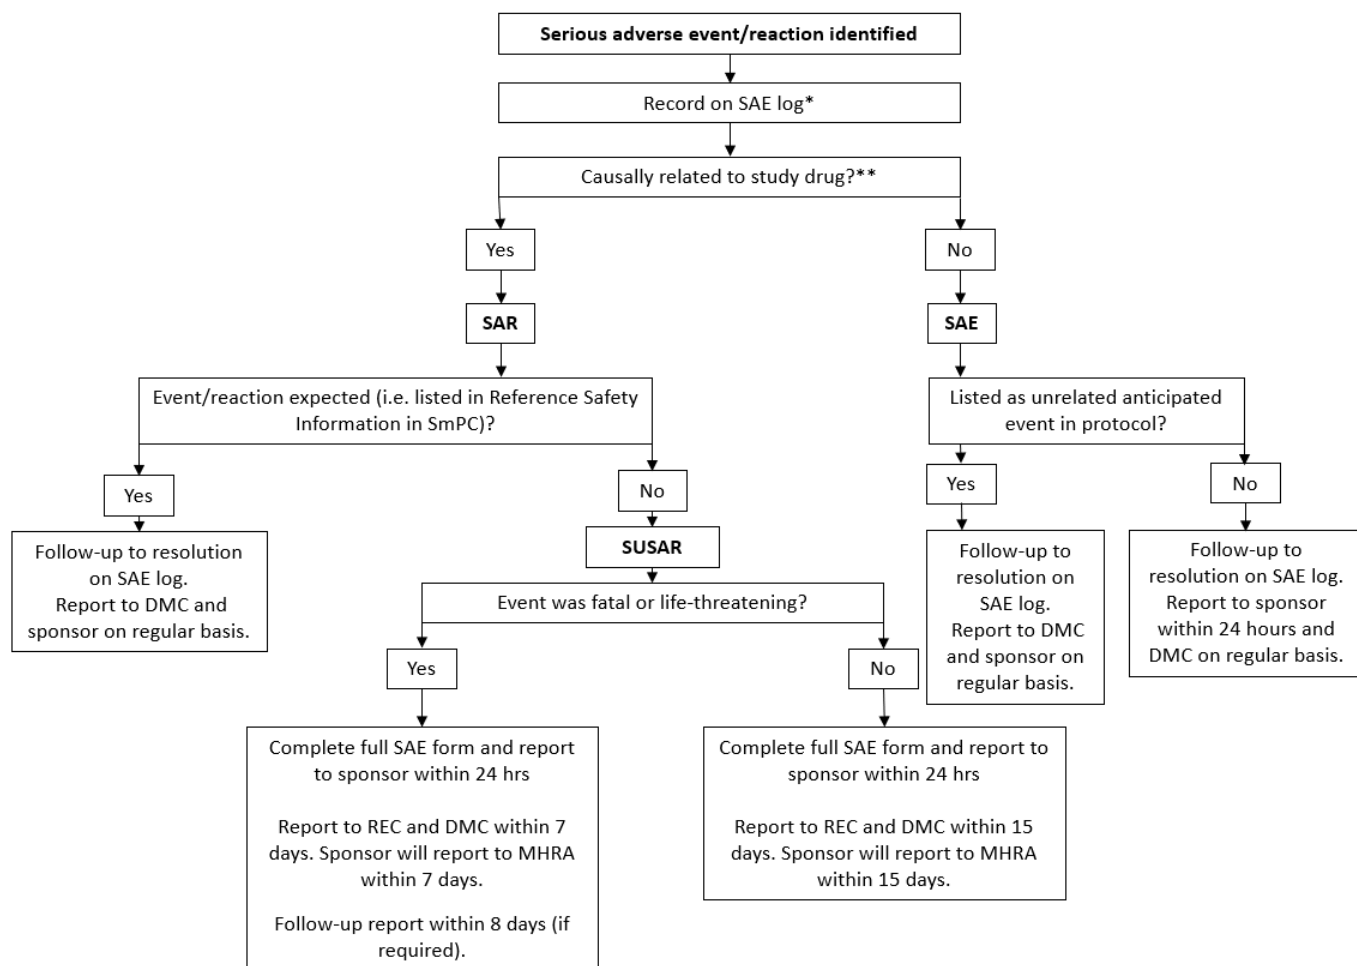 Serious adverse event/reaction identified
Record on SAE log*
Causally related to study drug?**
Yes
No
SAR
SAE
Event/reaction expected (i.e. listed in Reference Safety
Information in SmPC)?
Listed as unrelated anticipated
event in protocol?
Yes
No
Yes
No
Follow-up to resolution
on SAE log.
Report to DMC and
sponsor on regular basis.
SUSAR
Follow-up to
resolution on
SAE log.
Report to DMC
and sponsor on
regular basis.
Follow-up to
resolution on SAE log.
Report to sponsor
within 24 hours and
DMC on regular basis.
Event was fatal or life-threatening?
Yes
No
Complete full SAE form and report
to sponsor within 24 hrs
Report to REC and DMC within 7
days. Sponsor will report to MHRA
within 7 days.
Follow-up report within 8 days (if
required).
Complete full SAE form and report to
sponsor within 24 hrs
Report to REC and DMC within 15
days. Sponsor will report to MHRA
within 15 days.